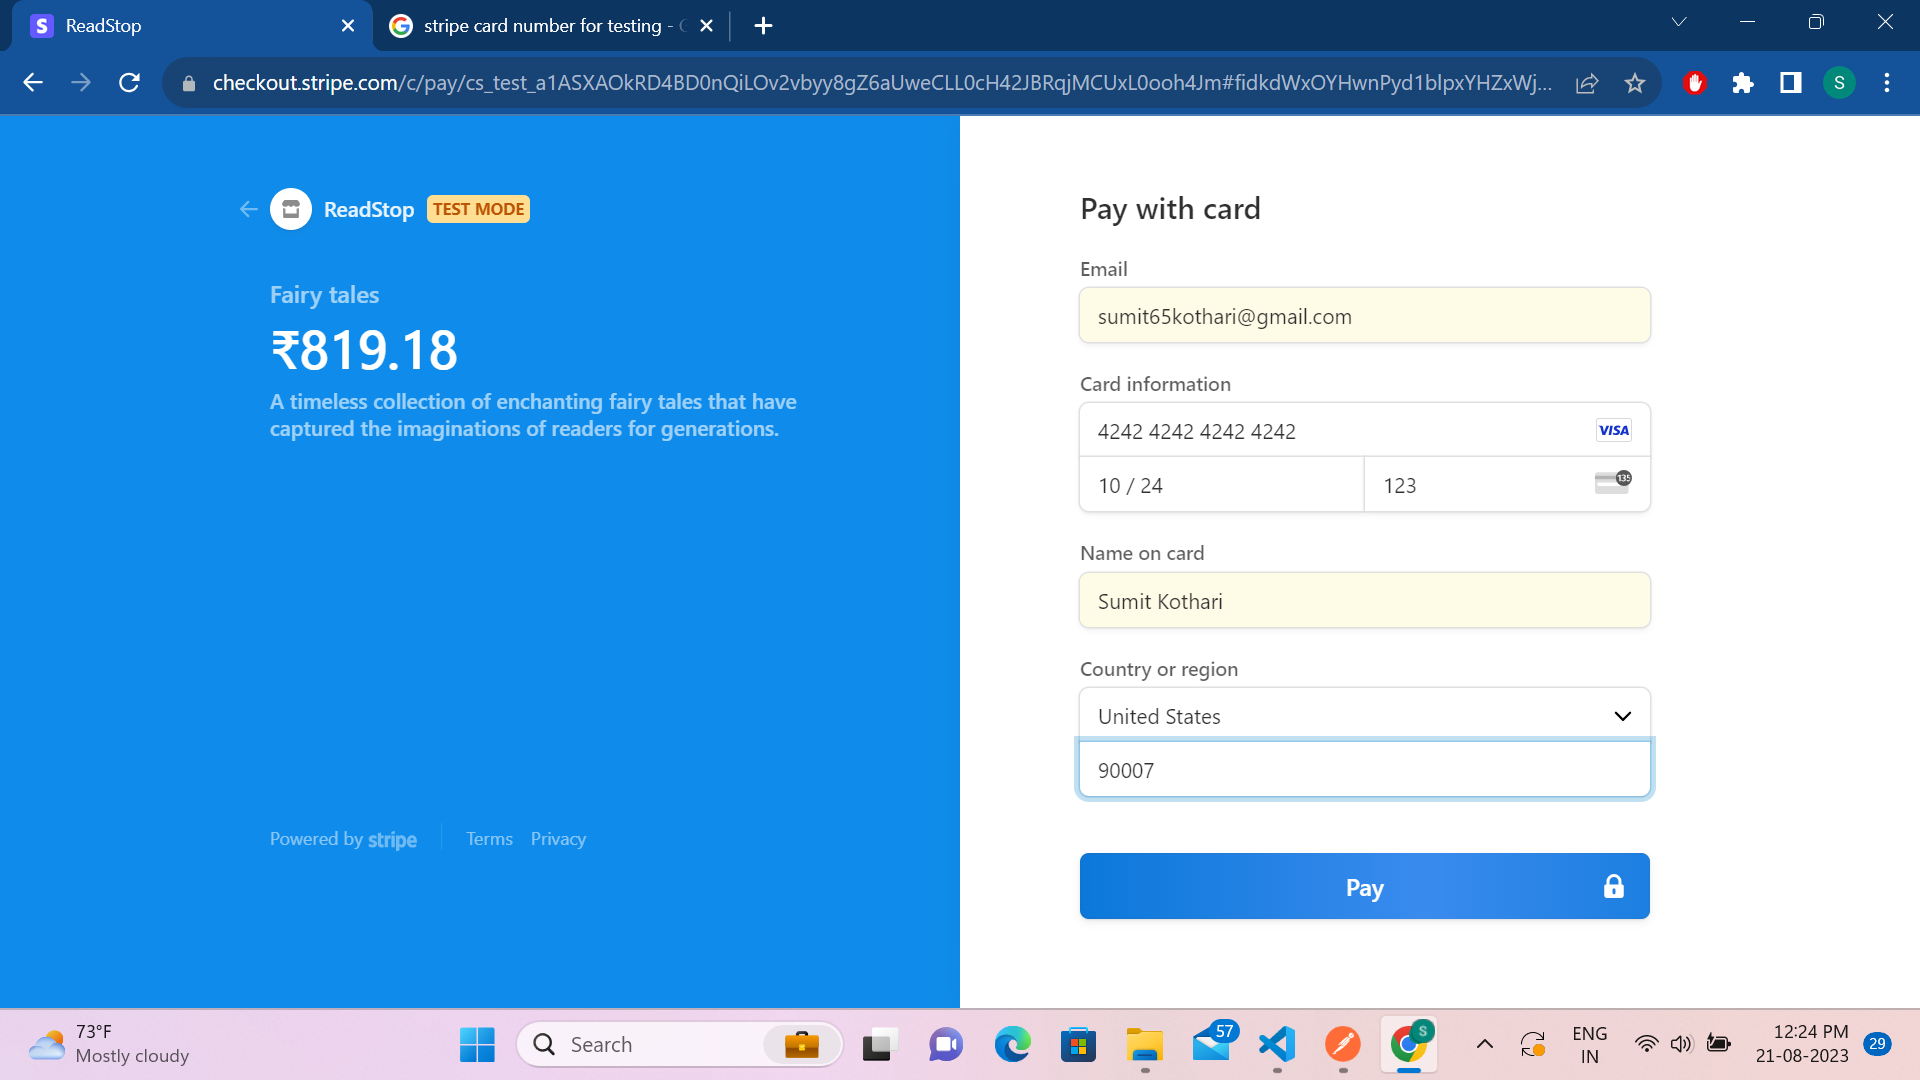 ReadStop
stripe card number for testing -
checkout.stripe.com/c/pay/cs_test_a1ASXAOkRD4BD0nQiLOv2vbyy8gZ6aUweCLL0cH42JBRqjMCUxL0ooh4Jm#fidkdWxOYHwnPyd1blpxYHZxWj...
S
ReadStop TEST MODE
Fairy tales
₹819.18
A timeless collection of enchanting fairy tales that have
captured the imaginations of readers for generations.
Powered by stripe
Terms Privacy
Pay with card
Email
sumit65kothari@gmail.com
Card information
4242 4242 4242 4242
VISA
10 / 24
123
135
Name on card
Sumit Kothari
Country or region
United States
90007
Pay
73°F
Mostly cloudy
Search
57
S
ENG
IN
12:24 PM
21-08-2023
29